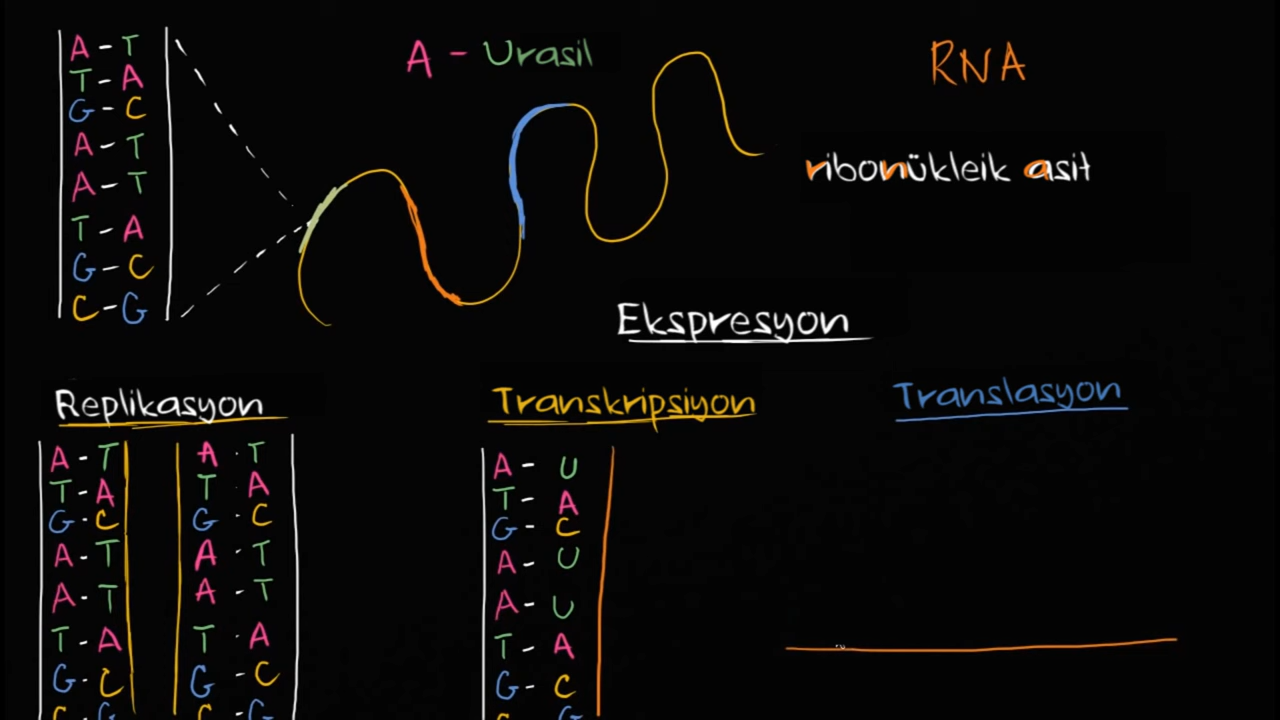 A - T
T - A
G - C
A - T
A - T
T - A
G - C
C - G
A - Urasil
RNA
ribonükleik asit
Ekspresyon
Replikasyon
A - T
T - A
G - C
A - T
A - T
T - A
G - C
C - G
A - T
T - A
G - C
A - T
A - T
T - A
G - C
C - G
Transkripsiyon
A - U
T - A
G - C
A - U
A - U
T - A
G - C
C - G
Translasyon